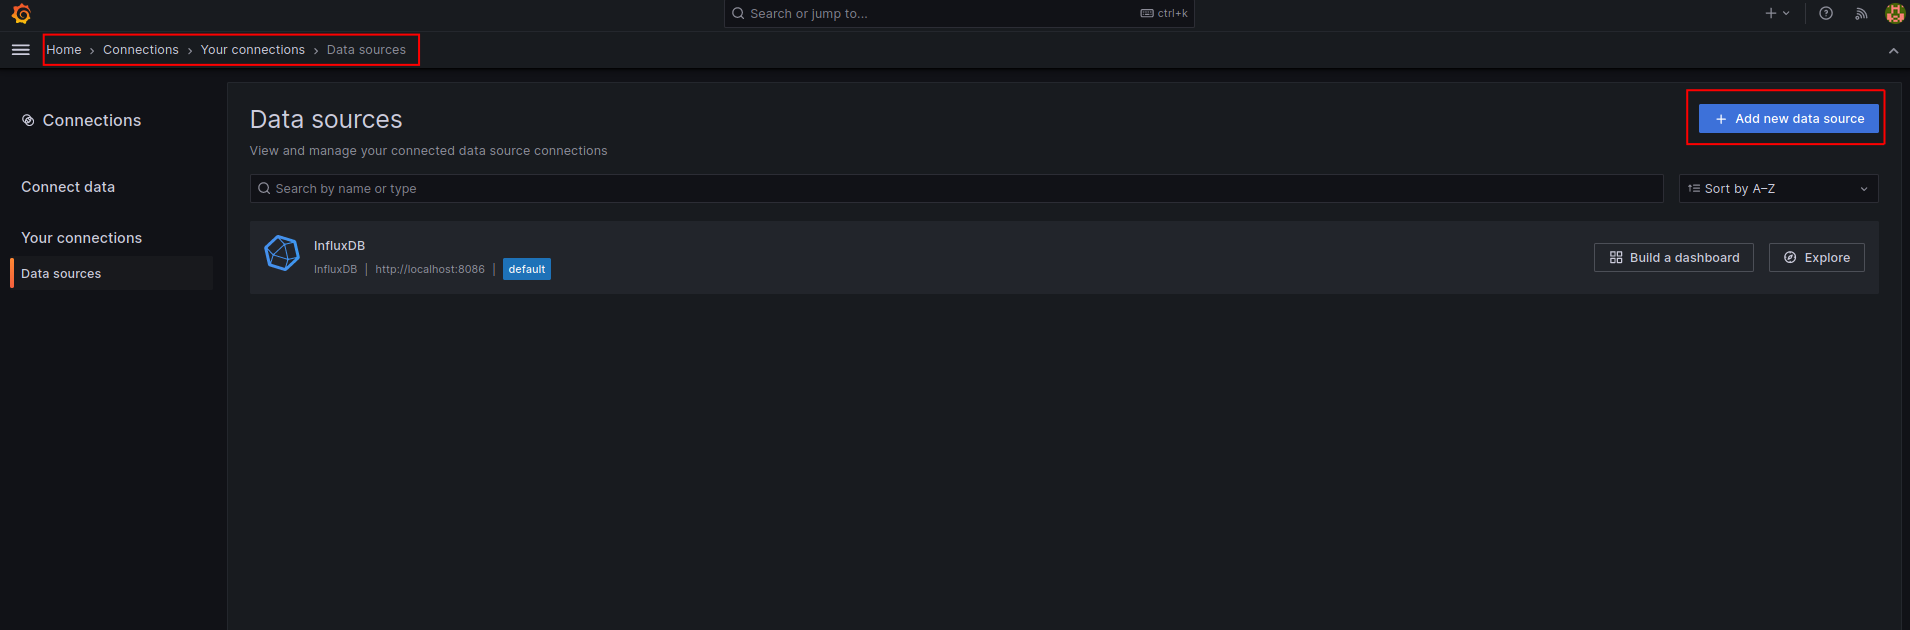 Search or jump to...
ctrl+k
Home > Connections > Your connections > Data sources
Connections
Connect data
Your connections
Data sources
Data sources
+ Add new data source
View and manage your connected data source connections
Search by name or type
Sort by A–Z
InfluxDB
InfluxDB | http://localhost:8086 | default
Build a dashboard
Explore